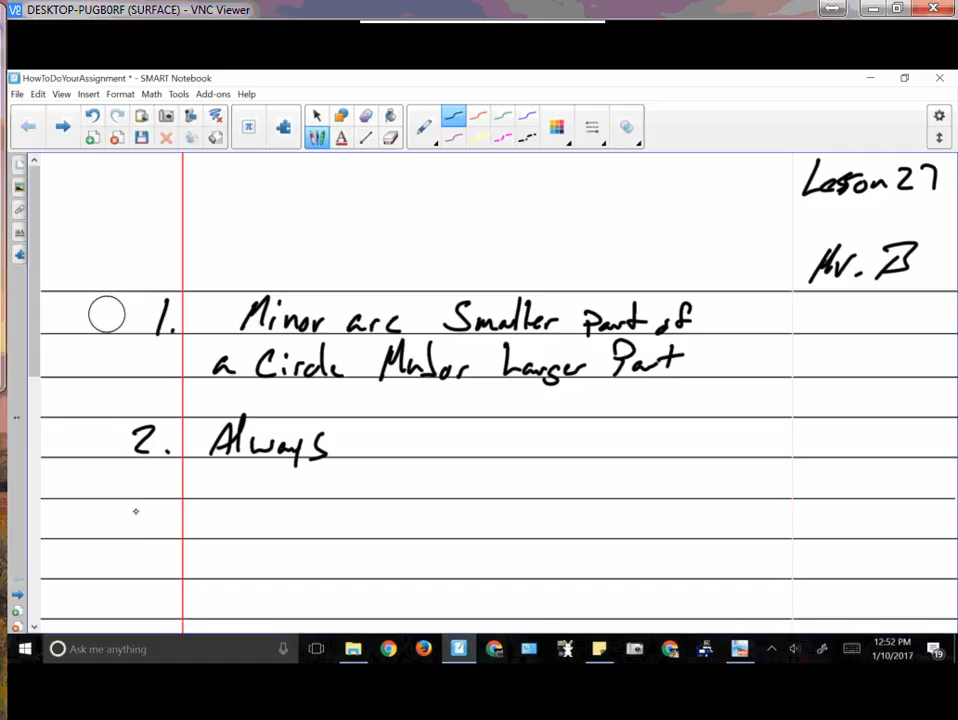 DESKTOP-PUGB0RF (SURFACE) - VNC Viewer
HowToDoYourAssignment * - SMART Notebook
File Edit View Insert Format Math Tools Add-ons Help
Lesson 27
Mr. B
1. Minor arc Smaller part of
a Circle Major Larger Part
2. Always
Ask me anything
12:52 PM
1/10/2017
19